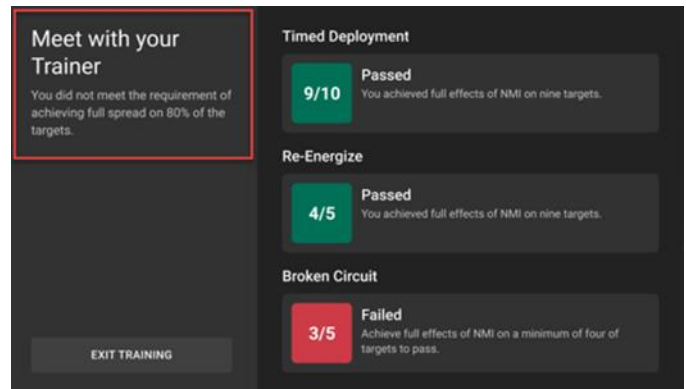 Meet with your
Trainer
You did not meet the requirement of
achieving full spread on 80% of the
targets.
EXIT TRAINING
Timed Deployment
9/10
Passed
You achieved full effects of NMI on nine targets.
Re-Energize
4/5
Passed
You achieved full effects of NMI on nine targets.
Broken Circuit
3/5
Failed
Achieve full effects of NMI on a minimum of four of
targets to pass.